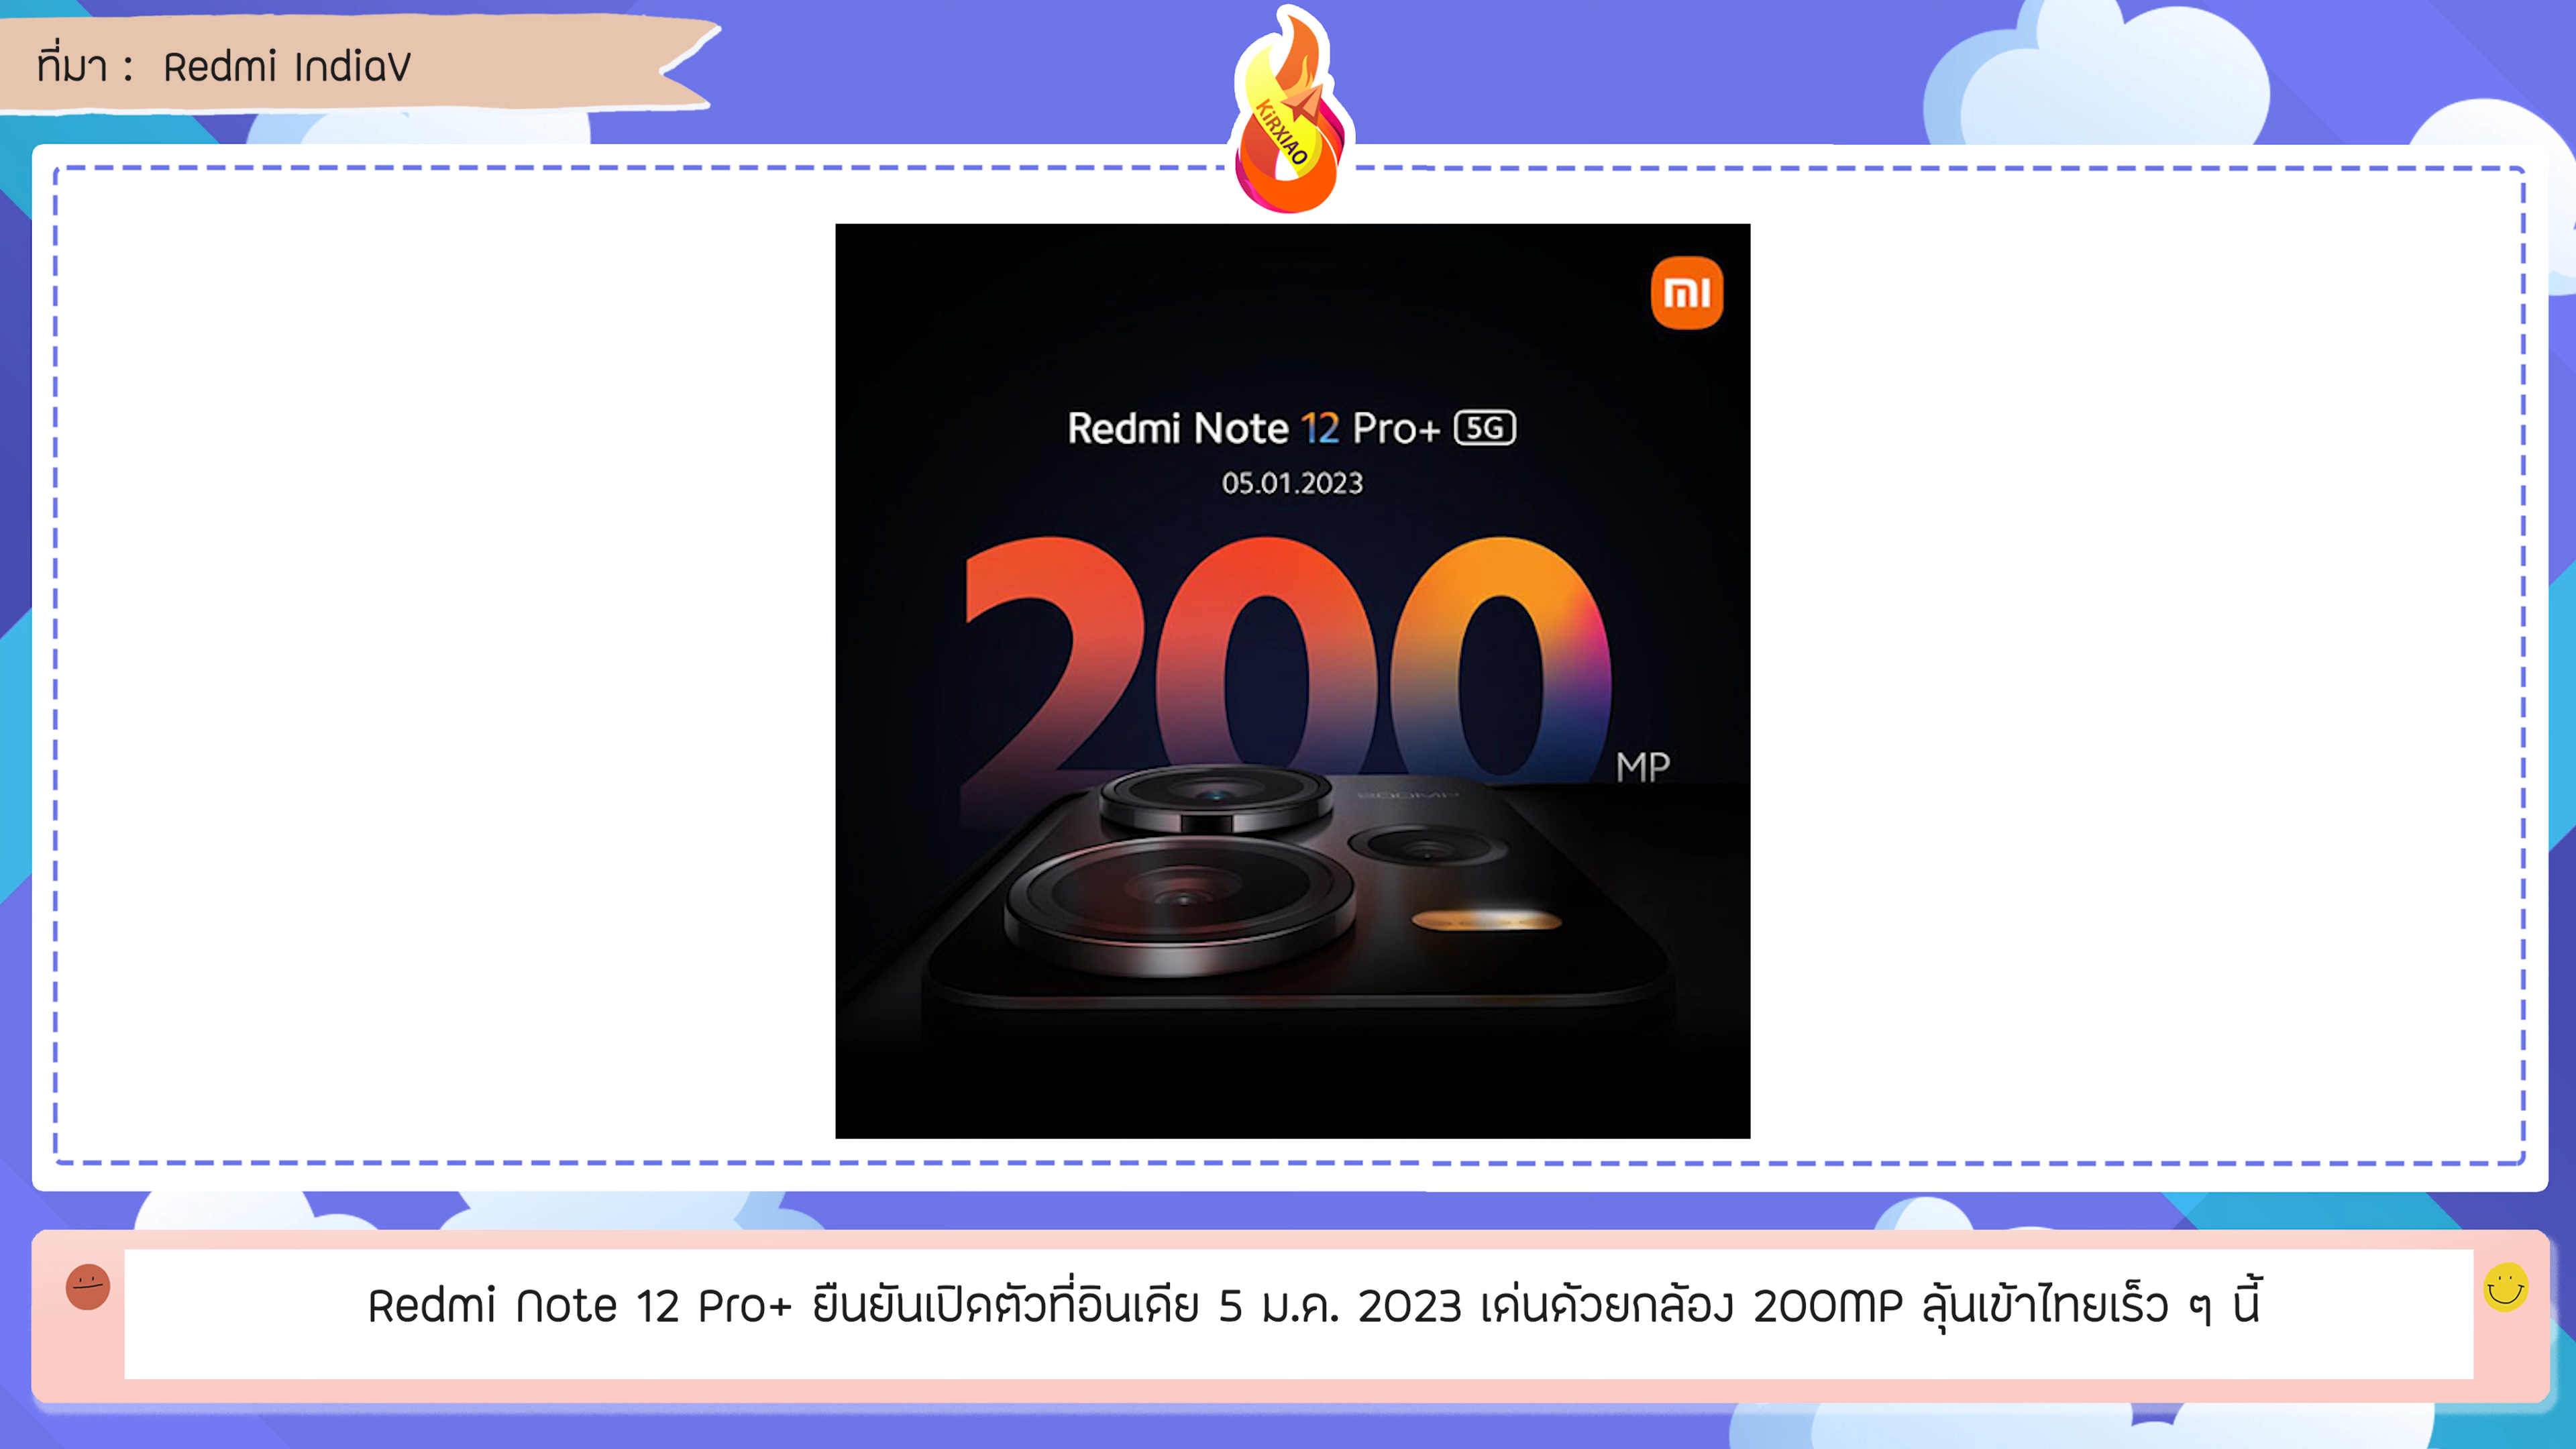 ที่มา : Redmi IndiaV
KiRXIAO
mi
Redmi Note 12 Pro+ 5G
05.01.2023
200 MP
200MP
Redmi Note 12 Pro+ ยืนยันเปิดตัวที่อินเดีย 5 ม.ค. 2023 เด่นด้วยกล้อง 200MP ลุ้นเข้าไทยเร็ว ๆ นี้